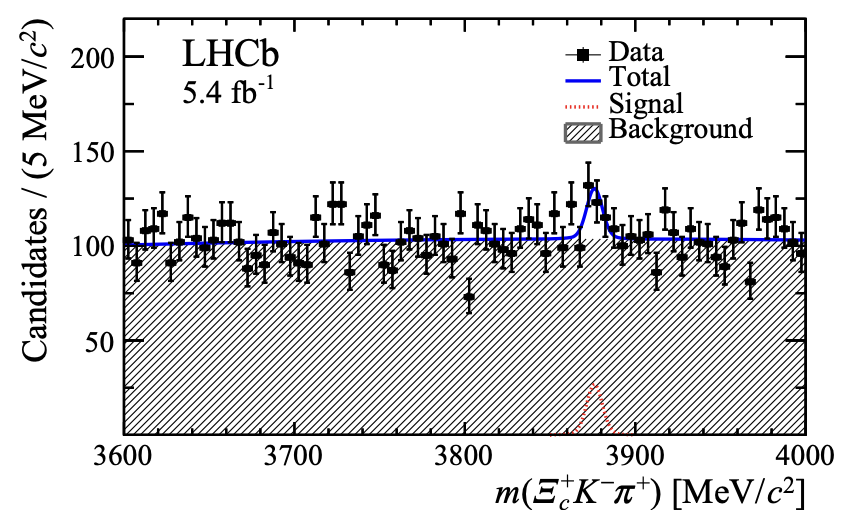 LHCb
5.4 fb⁻¹
Data
Total
Signal
Background
Candidates / (5 MeV/c²)
200
150
100
50
3600 3700 3800 3900 4000
m(Ξc⁺K⁻π⁺) [MeV/c²]